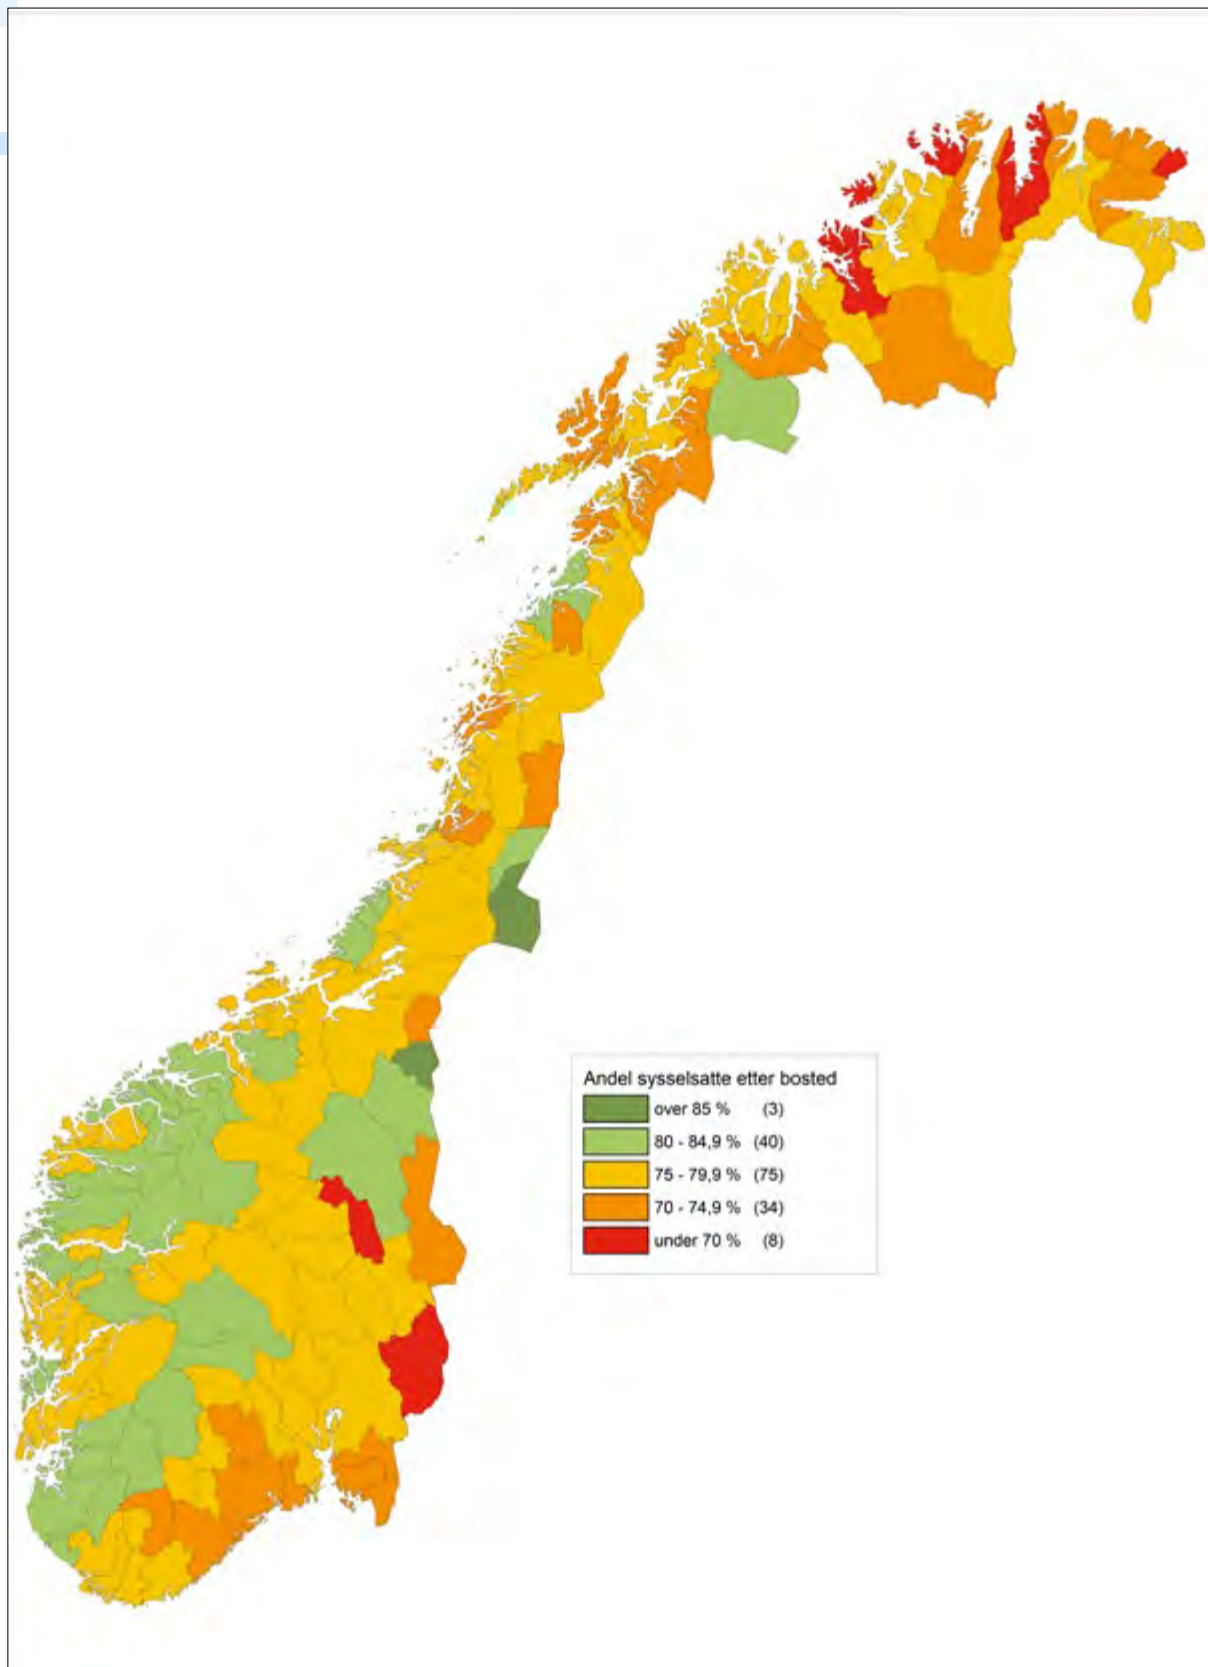 Andel sysselsatte etter bosted
over 85 % (3)
80 - 84,9 % (40)
75 - 79,9 % (75)
70 - 74,9 % (34)
under 70 % (8)